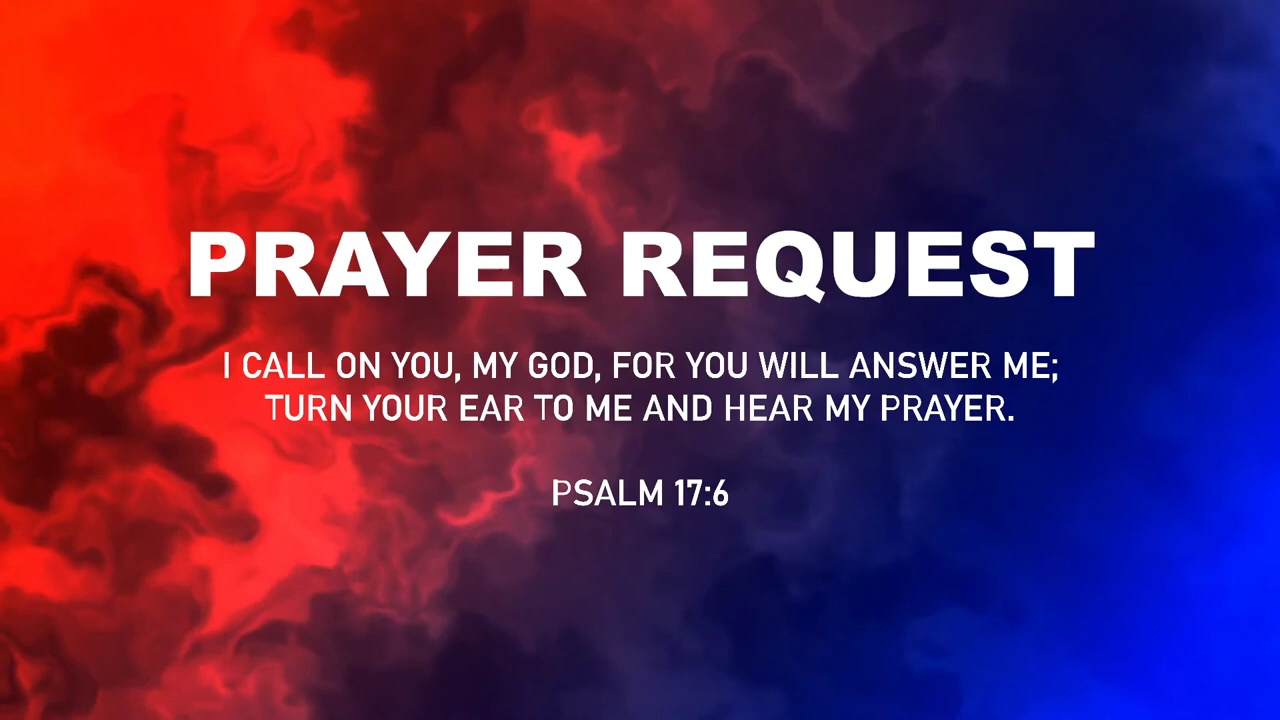 PRAYER REQUEST
I CALL ON YOU, MY GOD, FOR YOU WILL ANSWER ME;
TURN YOUR EAR TO ME AND HEAR MY PRAYER.
PSALM 17:6